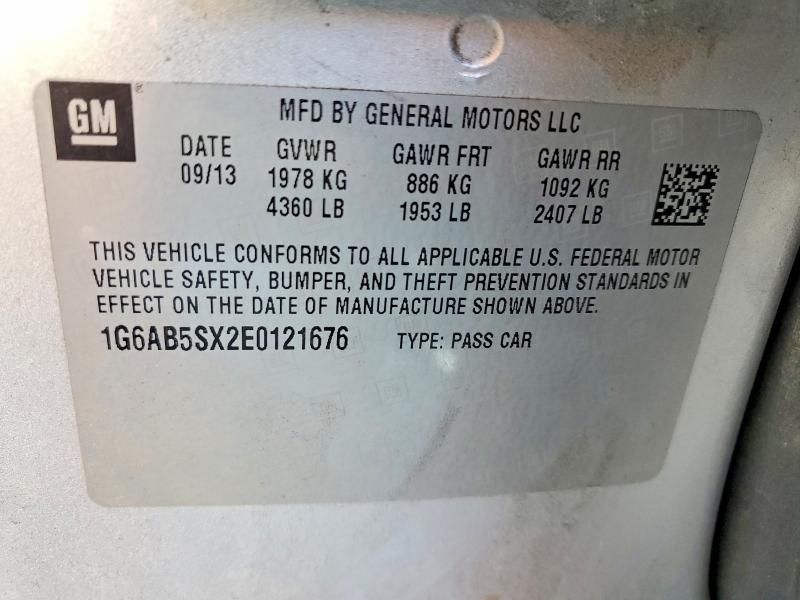 GM
MFD BY GENERAL MOTORS LLC
DATE GVWR GAWR FRT GAWR RR
09/13 1978 KG 886 KG 1092 KG
4360 LB 1953 LB 2407 LB
THIS VEHICLE CONFORMS TO ALL APPLICABLE U.S. FEDERAL MOTOR
VEHICLE SAFETY, BUMPER, AND THEFT PREVENTION STANDARDS IN
EFFECT ON THE DATE OF MANUFACTURE SHOWN ABOVE.
1G6AB5SX2E0121676 TYPE: PASS CAR